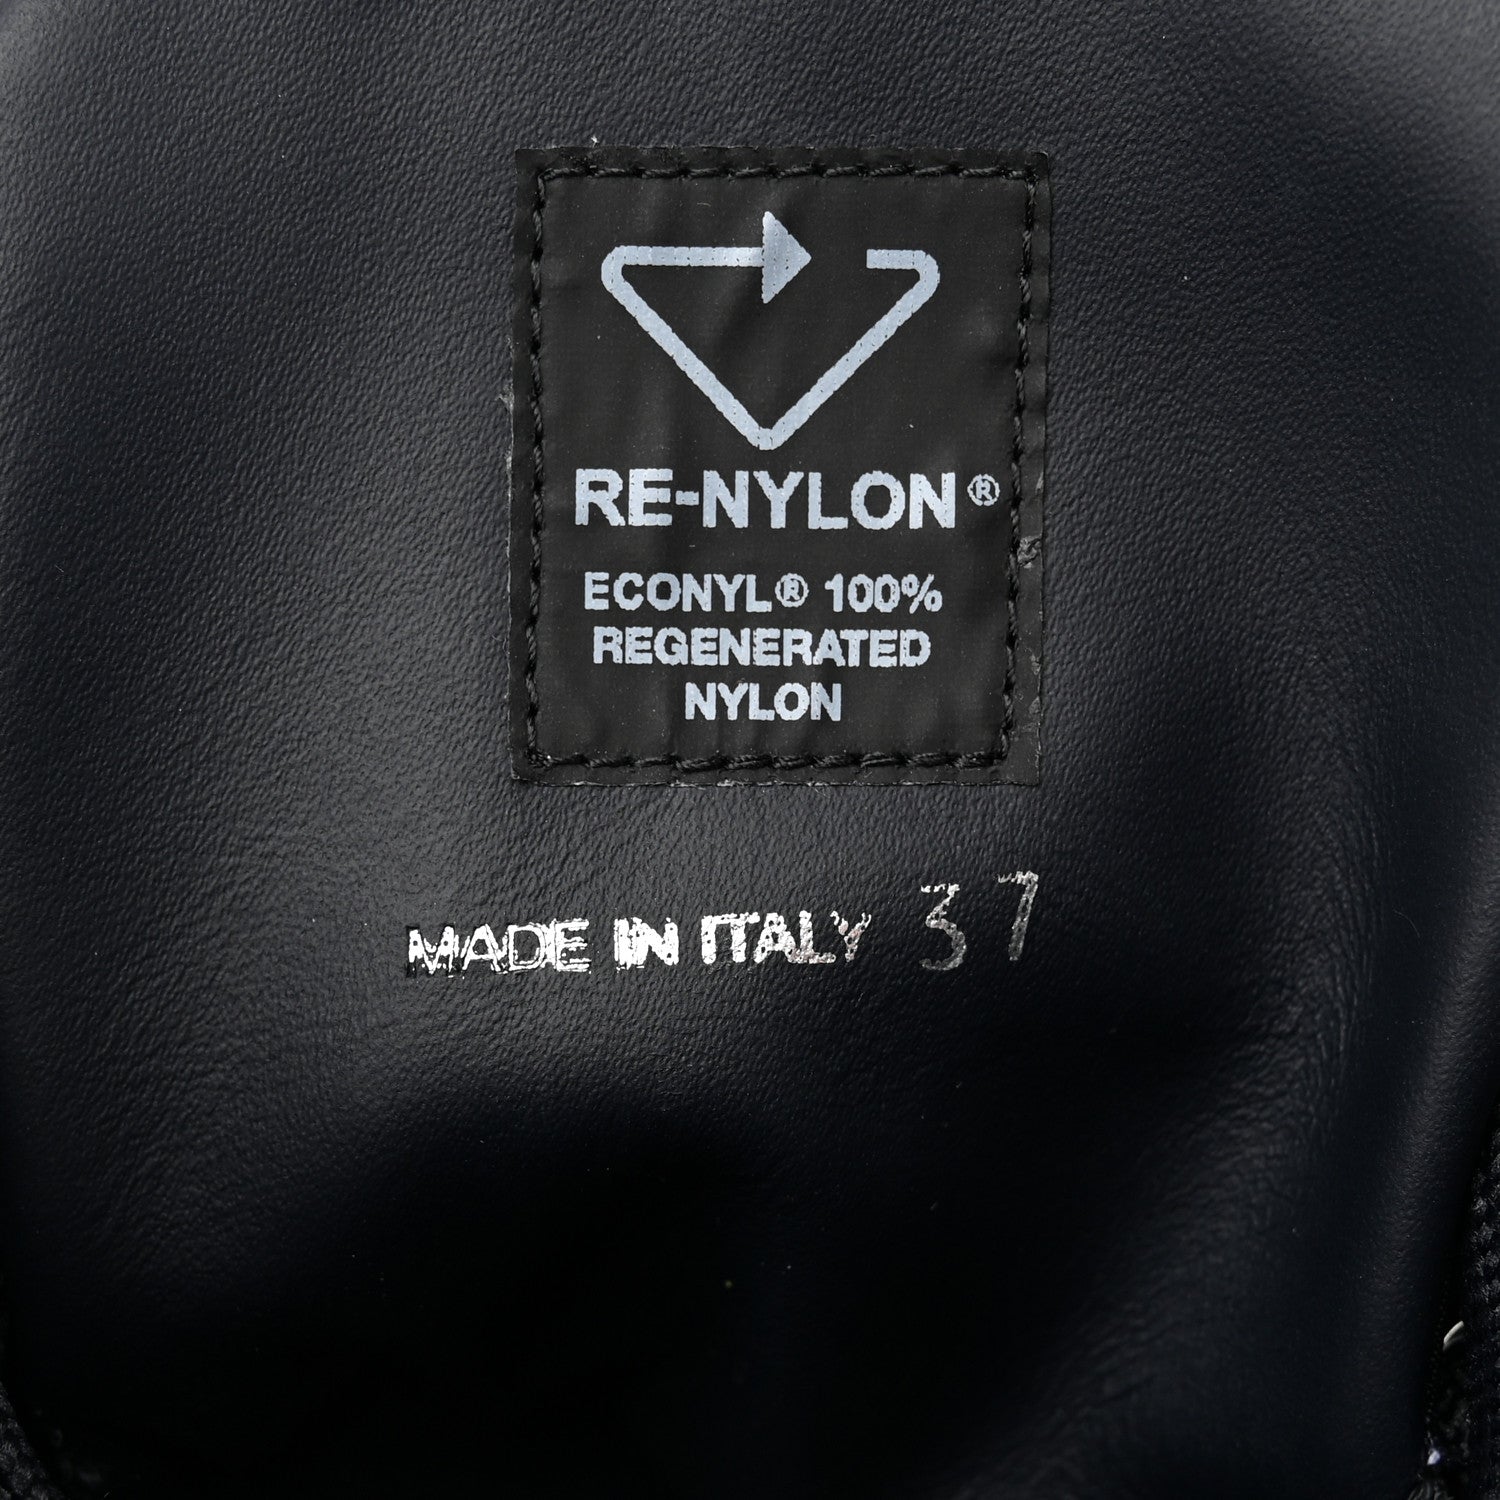 RE-NYLON®
ECONYL® 100%
REGENERATED
NYLON
MADE IN ITALY 37